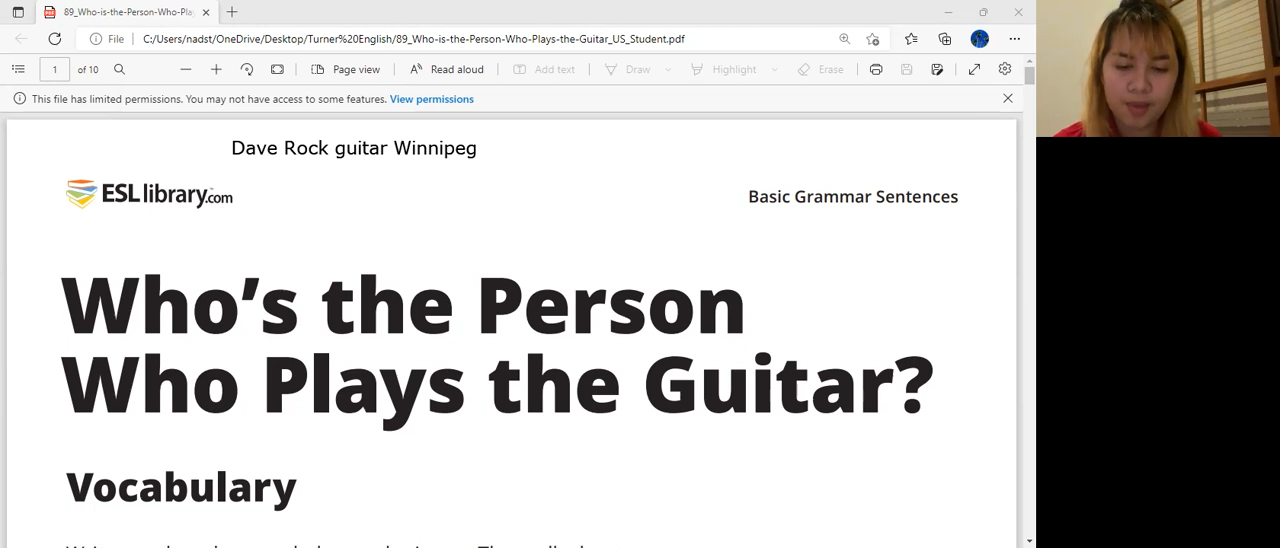 89_Who-is-the-Person-Who-Pla
File C:/Users/nadst/OneDrive/Desktop/Turner%20English/89_Who-is-the-Person-Who-Plays-the-Guitar_US_Student.pdf
1 of 10 Page view Read aloud Add text Draw Highlight Erase
This file has limited permissions. You may not have access to some features. View permissions
Dave Rock guitar Winnipeg
ESL library.com
Basic Grammar Sentences
Who's the Person
Who Plays the Guitar?
Vocabulary